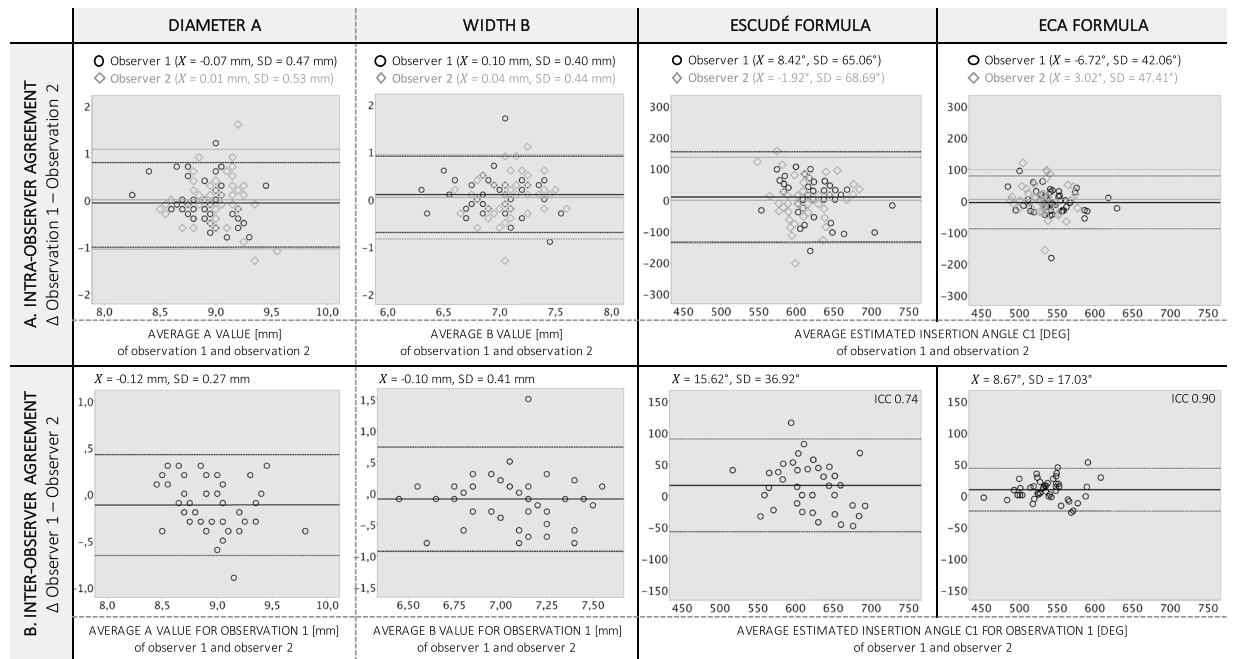 DIAMETER A
WIDTH B
ESCUDÉ FORMULA
ECA FORMULA
A. INTRA-OBSERVER AGREEMENT
Δ Observation 1 – Observation 2
Observer 1 (X = -0.07 mm, SD = 0.47 mm)
Observer 2 (X = 0.01 mm, SD = 0.53 mm)
2
1
0
-1
-2
8,0 8,5 9,0 9,5 10,0
Observer 1 (X = 0.10 mm, SD = 0.40 mm)
Observer 2 (X = 0.04 mm, SD = 0.44 mm)
2
1
0
-1
-2
6,0 6,5 7,0 7,5 8,0
Observer 1 (X = 8.42°, SD = 65.06°)
Observer 2 (X = -1.92°, SD = 68.69°)
300
200
100
0
-100
-200
-300
450 500 550 600 650 700 750
Observer 1 (X = -6.72°, SD = 42.06°)
Observer 2 (X = 3.02°, SD = 47.41°)
300
200
100
0
-100
-200
-300
450 500 550 600 650 700 750
AVERAGE A VALUE [mm]
of observation 1 and observation 2
AVERAGE B VALUE [mm]
of observation 1 and observation 2
AVERAGE ESTIMATED INSERTION ANGLE C1 [DEG]
of observation 1 and observation 2
B. INTER-OBSERVER AGREEMENT
Δ Observer 1 – Observer 2
X = -0.12 mm, SD = 0.27 mm
1,0
,5
,0
-,5
-1,0
8,0 8,5 9,0 9,5 10,0
X = -0.10 mm, SD = 0.41 mm
1,5
1,0
,5
,0
-,5
-1,0
-1,5
6,50 6,75 7,00 7,25 7,50
X = 15.62°, SD = 36.92°
ICC 0.74
150
100
50
0
-50
-100
-150
450 500 550 600 650 700 750
X = 8.67°, SD = 17.03°
ICC 0.90
150
100
50
0
-50
-100
-150
450 500 550 600 650 700 750
AVERAGE A VALUE FOR OBSERVATION 1 [mm]
of observer 1 and observer 2
AVERAGE B VALUE FOR OBSERVATION 1 [mm]
of observer 1 and observer 2
AVERAGE ESTIMATED INSERTION ANGLE C1 FOR OBSERVATION 1 [DEG]
of observer 1 and observer 2